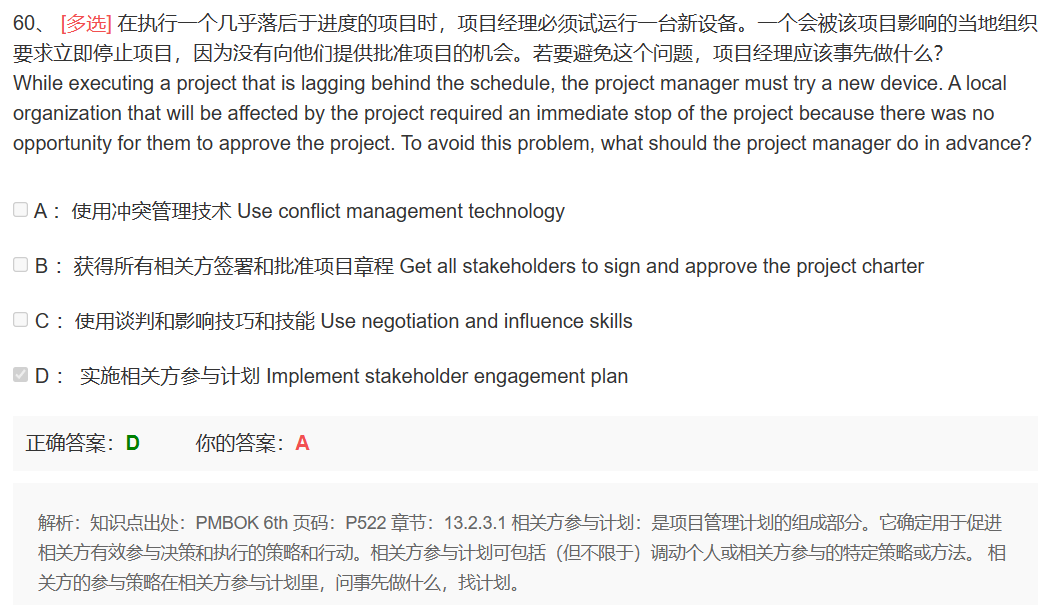 60、 [多选] 在执行一个几乎落后于进度的项目时，项目经理必须试运行一台新设备。一个会被该项目影响的当地组织
要求立即停止项目，因为没有向他们提供批准项目的机会。若要避免这个问题，项目经理应该事先做什么？
While executing a project that is lagging behind the schedule, the project manager must try a new device. A local
organization that will be affected by the project required an immediate stop of the project because there was no
opportunity for them to approve the project. To avoid this problem, what should the project manager do in advance?
A： 使用冲突管理技术 Use conflict management technology
B： 获得所有相关方签署和批准项目章程 Get all stakeholders to sign and approve the project charter
C： 使用谈判和影响技巧和技能 Use negotiation and influence skills
D： 实施相关方参与计划 Implement stakeholder engagement plan
正确答案：D 你的答案：A
解析：知识点出处：PMBOK 6th 页码：P522 章节：13.2.3.1 相关方参与计划：是项目管理计划的组成部分。它确定用于促进
相关方有效参与决策和执行的策略和行动。相关方参与计划可包括（但不限于）调动个人或相关方参与的特定策略或方法。 相
关方的参与策略在相关方参与计划里，问事先做什么，找计划。